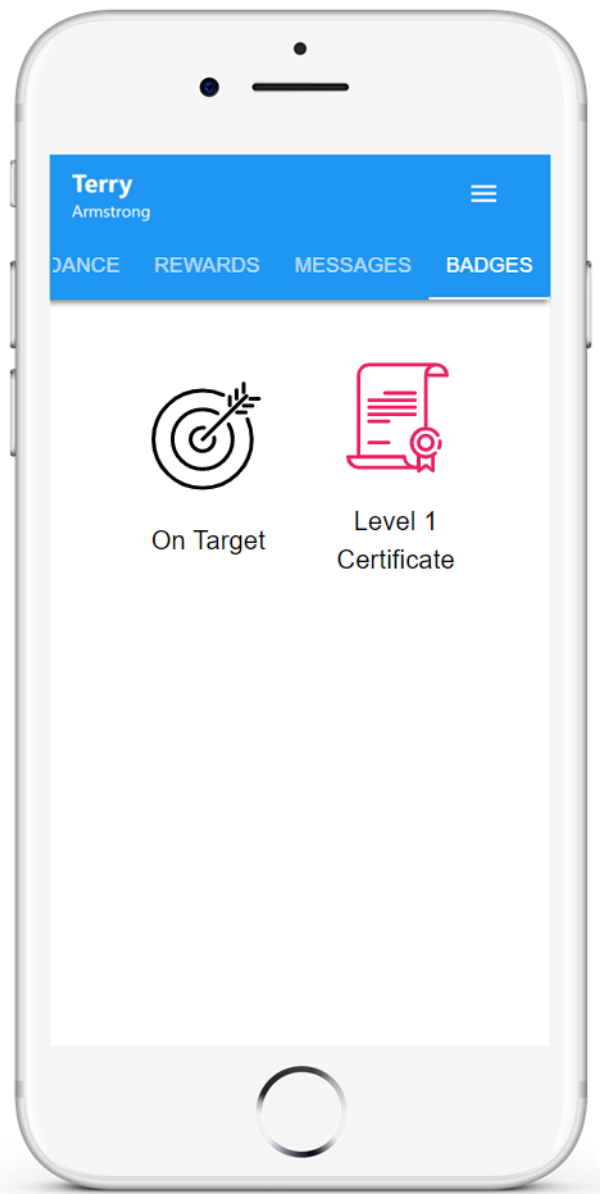 Terry
Armstrong
DANCE REWARDS MESSAGES BADGES
On Target
Level 1
Certificate